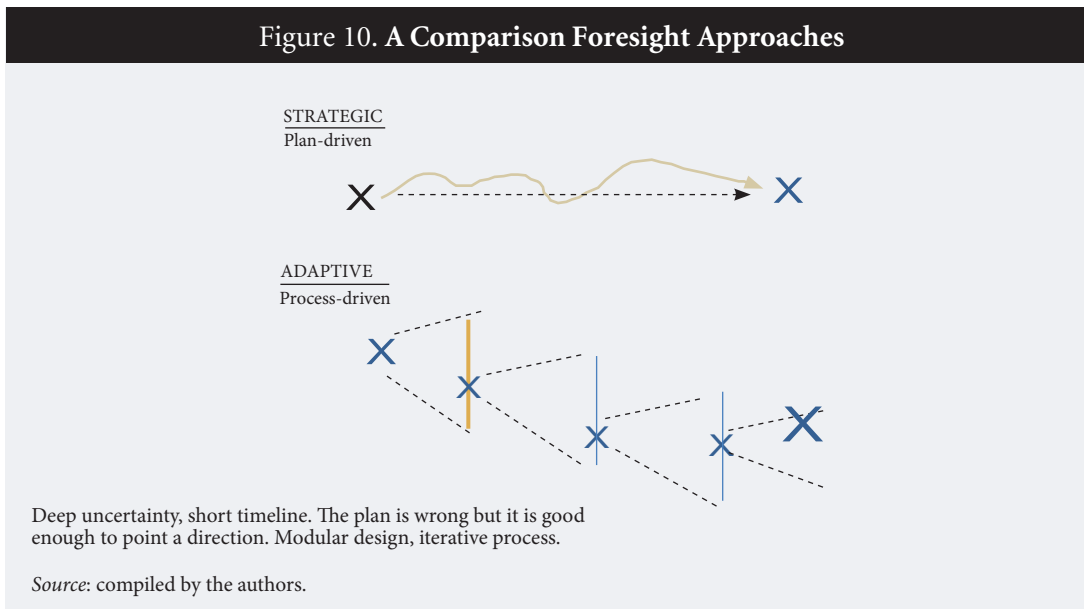 Figure 10. A Comparison Foresight Approaches
STRATEGIC
Plan-driven
ADAPTIVE
Process-driven
Deep uncertainty, short timeline. The plan is wrong but it is good
enough to point a direction. Modular design, iterative process.
Source: compiled by the authors.